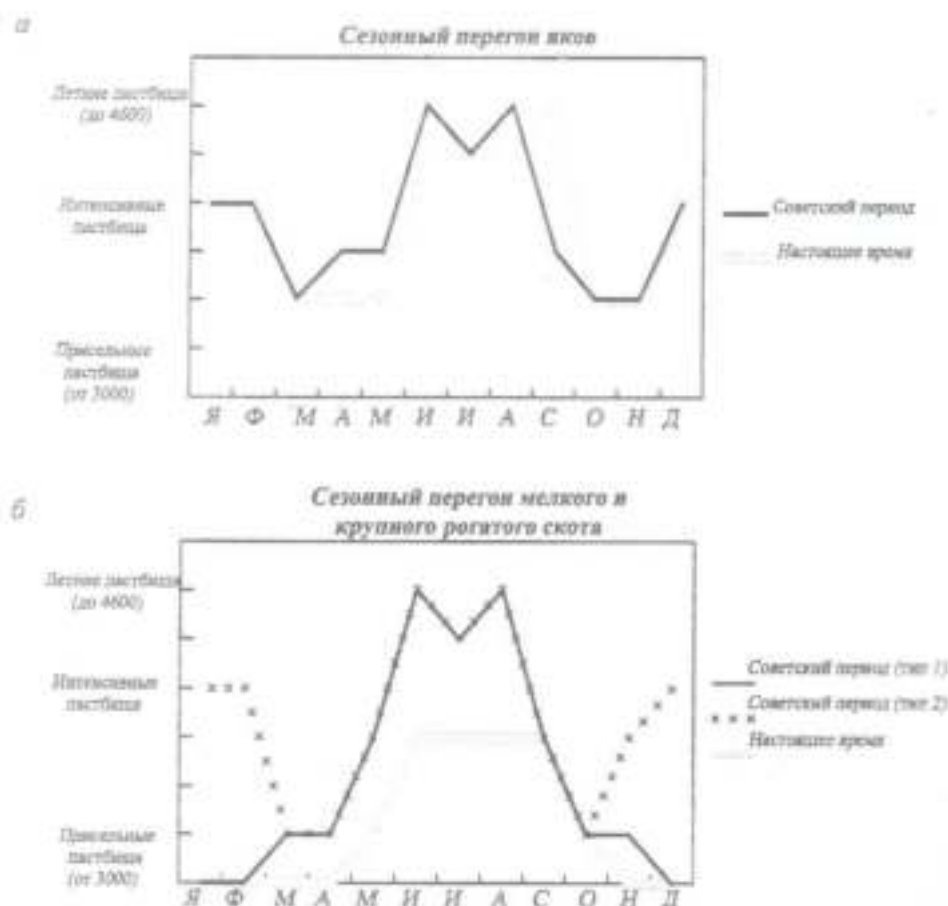 а
Сезонный перегон яков
Летние пастбища
(до 4600)
Интенсивные
пастбища
Присельные
пастбища
(от 3000)
Советский период
Настоящее время
Я Ф М А М И И А С О Н Д
б
Сезонный перегон мелкого и
крупного рогатого скота
Летние пастбища
(до 4600)
Интенсивные
пастбища
Присельные
пастбища
(от 3000)
Советский период (тип 1)
Советский период (тип 2)
Настоящее время
Я Ф М А М И И А С О Н Д